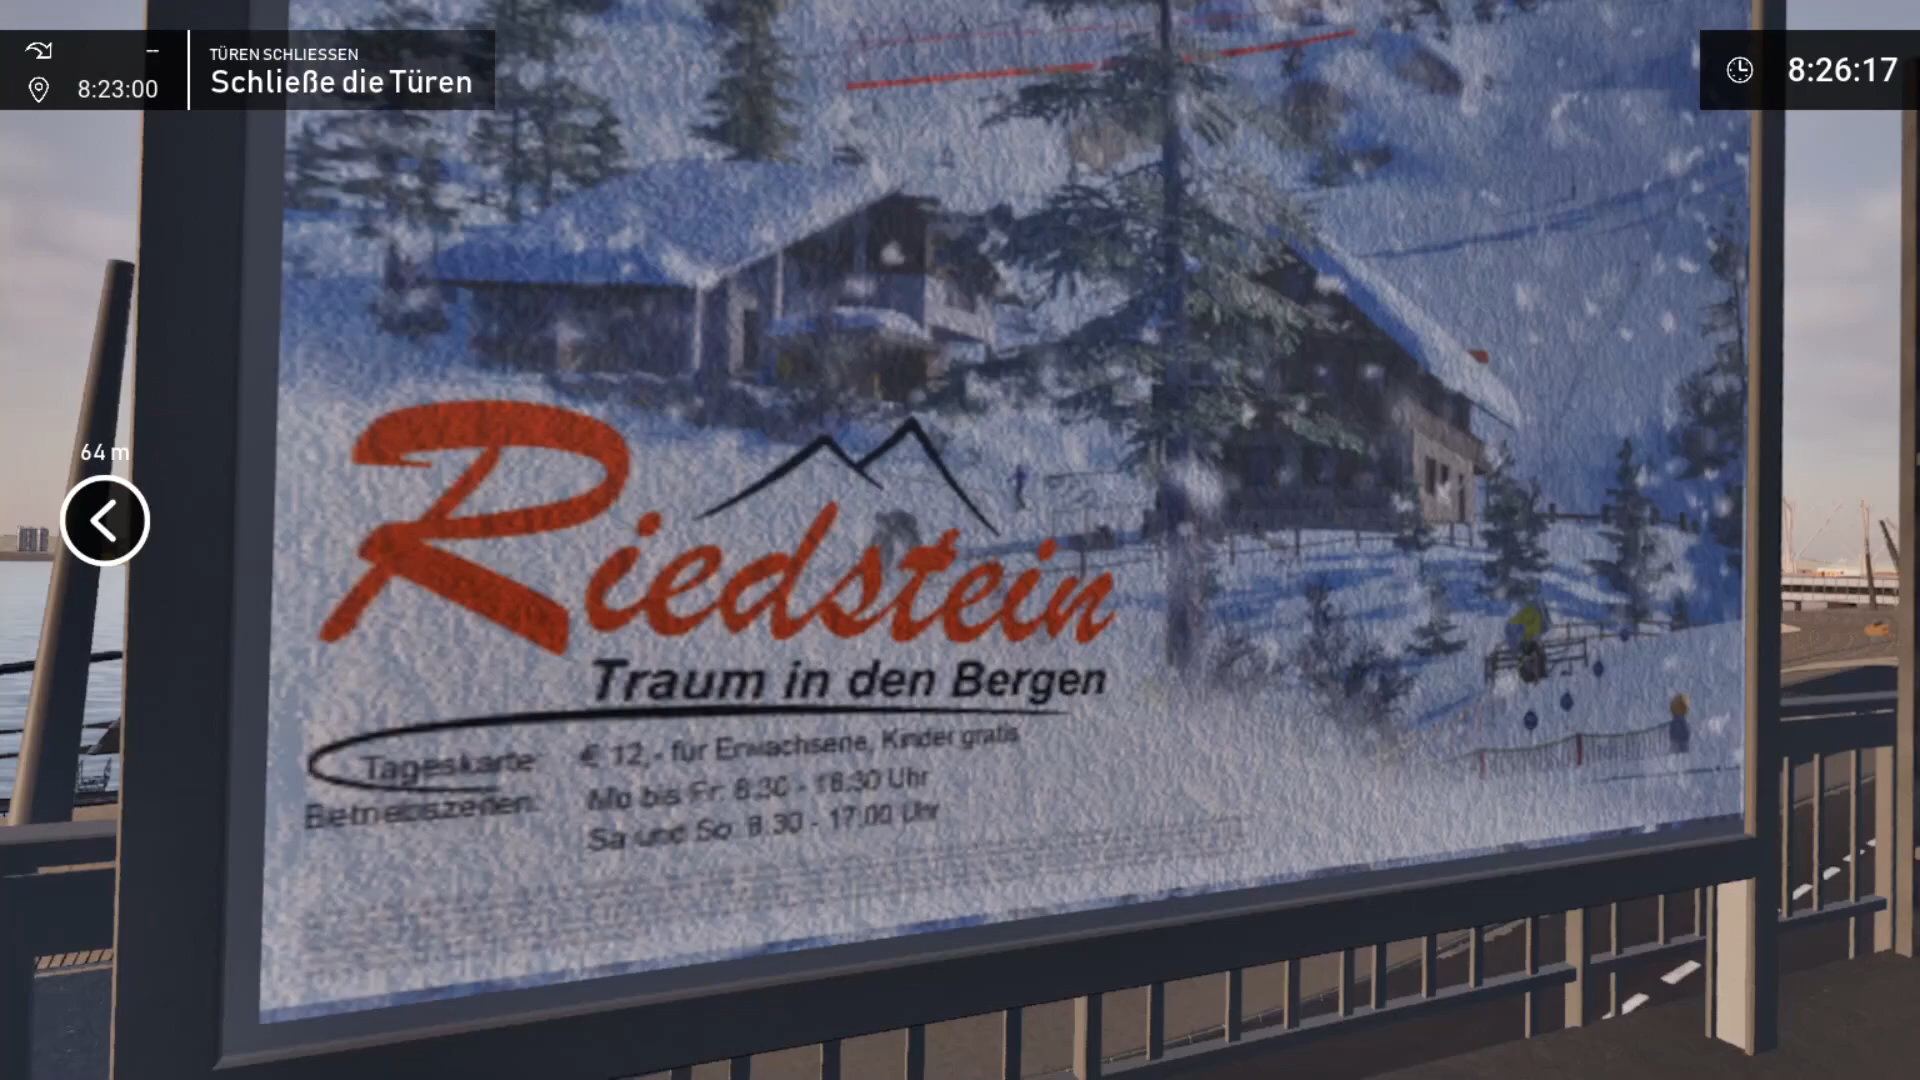 --
8:23:00
TÜREN SCHLIESSEN
Schließe die Türen
8:26:17
64 m
Riedstein
Traum in den Bergen
Tageskarte: € 12,- für Erwachsene, Kinder gratis
Betriebszeiten: Mo bis Fr: 8:30 - 16:30 Uhr
Sa und So: 8:30 - 17:00 Uhr